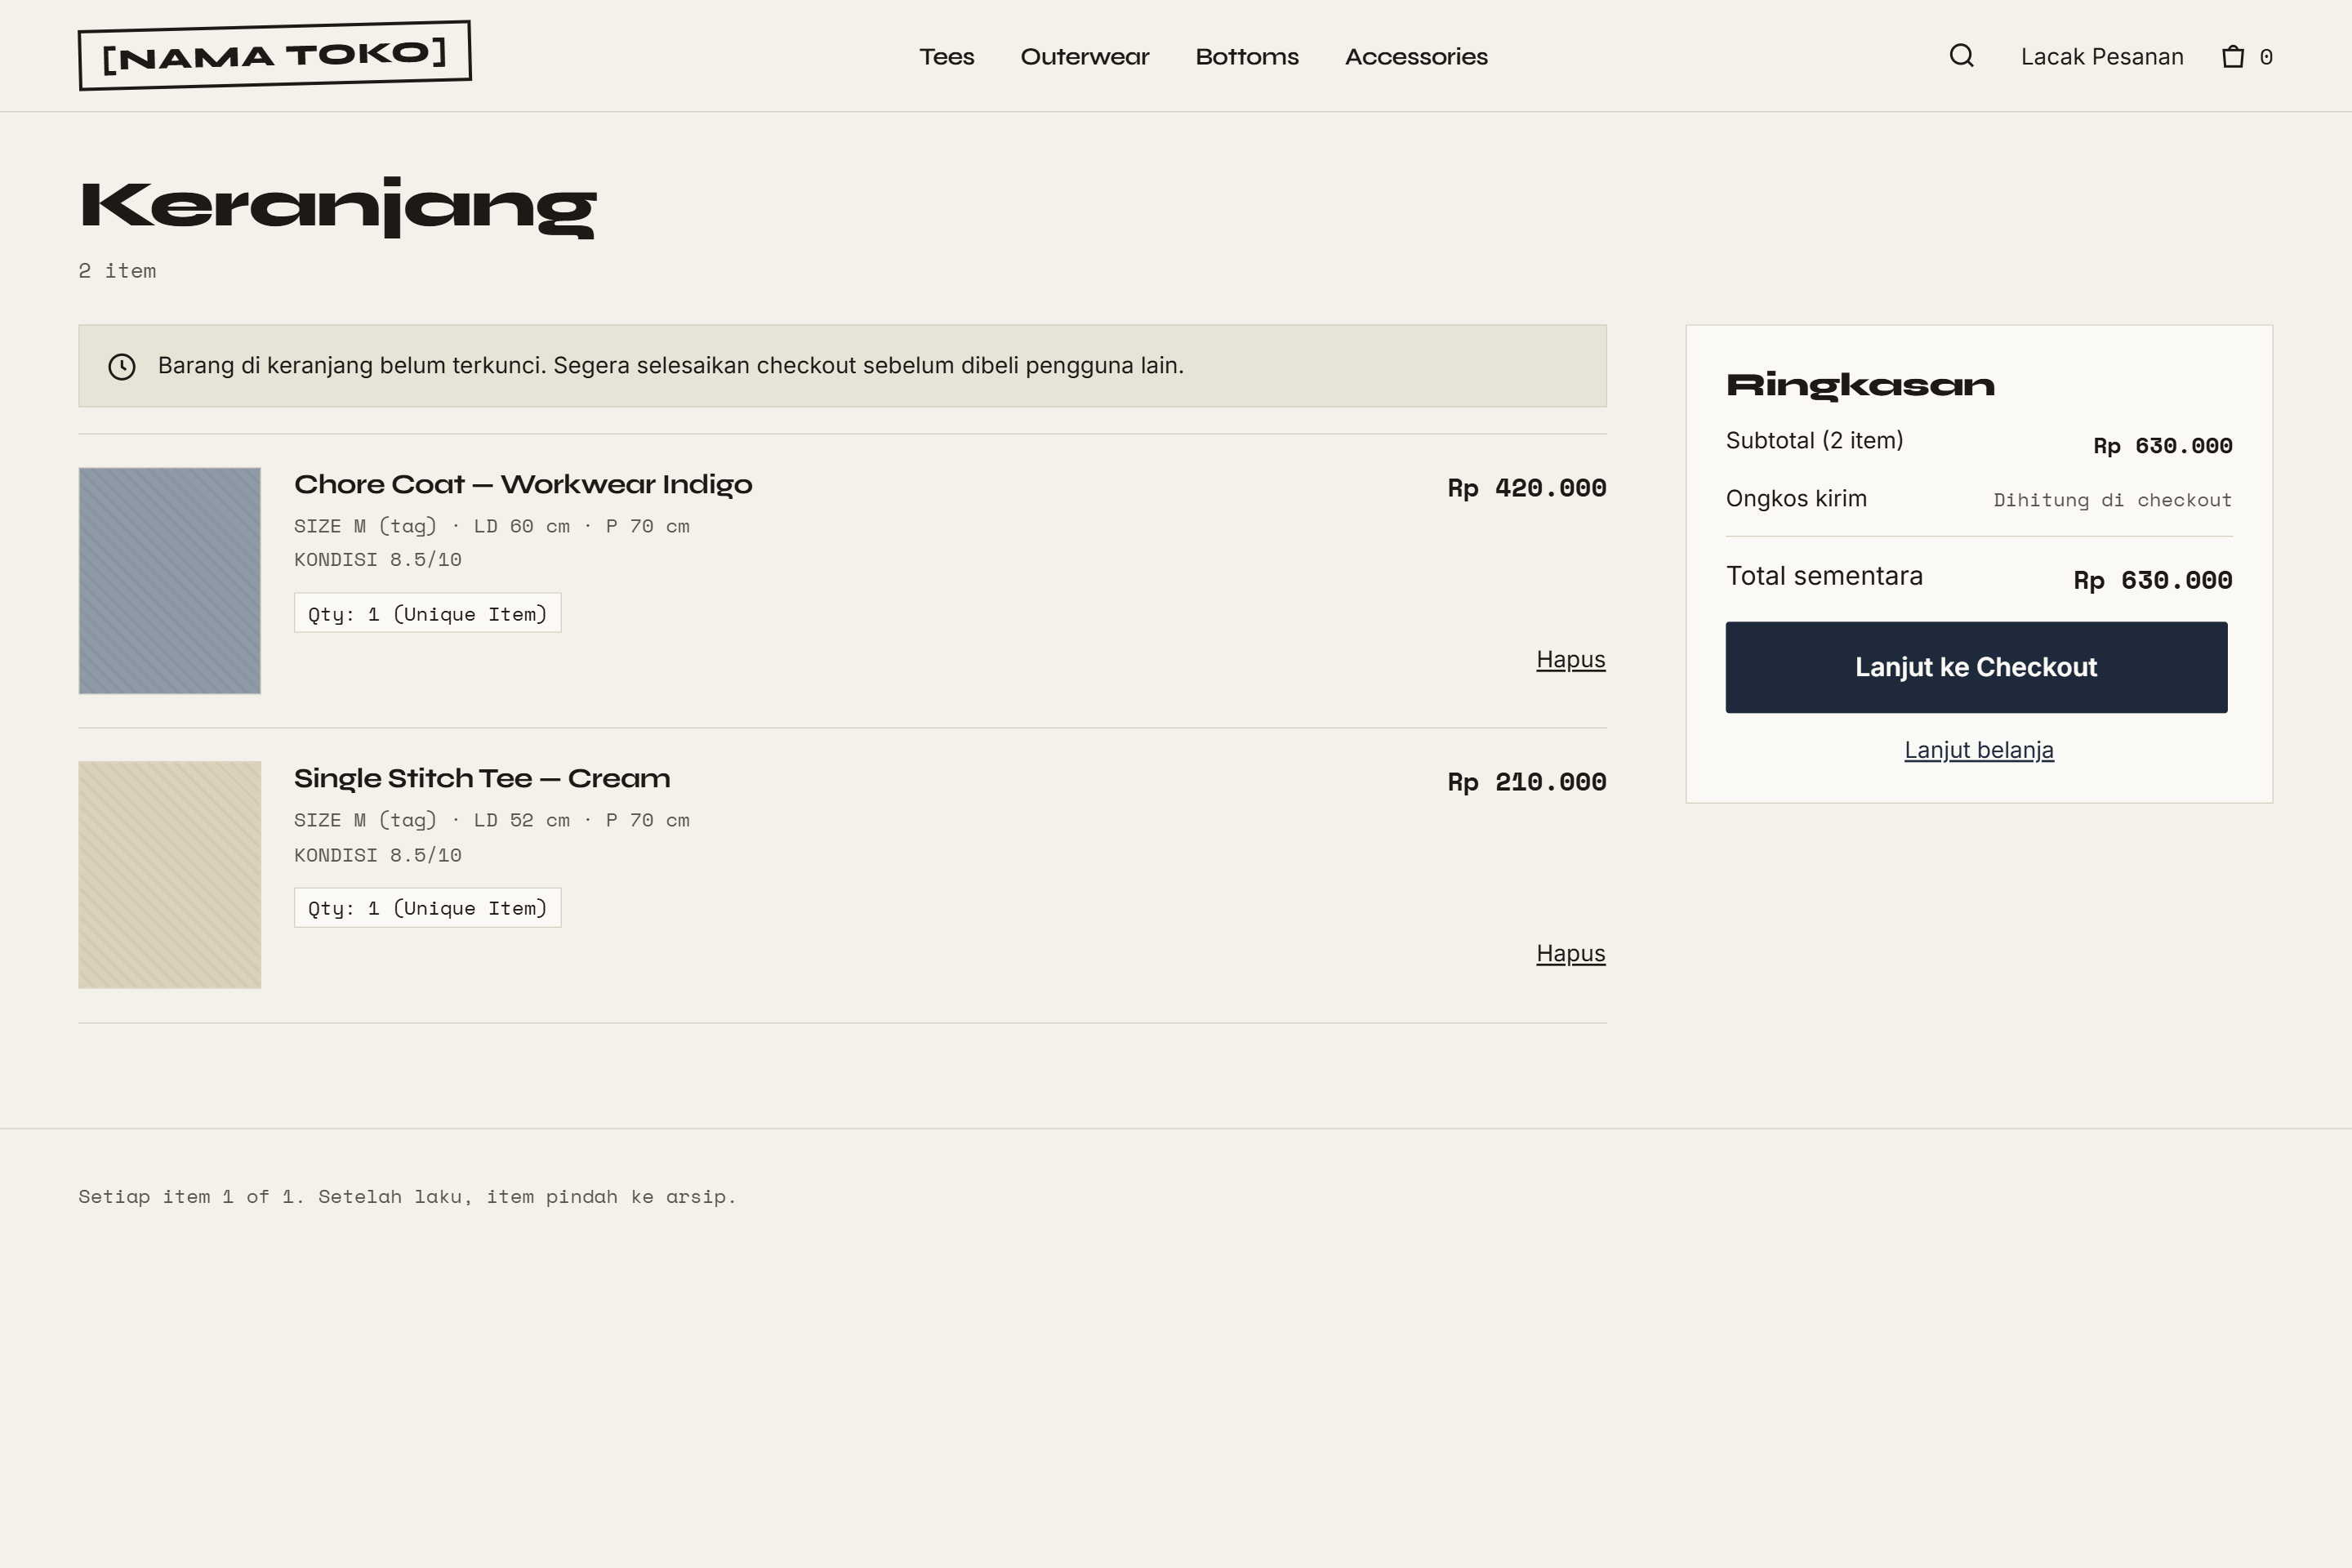 [NAMA TOKO]
Tees Outerwear Bottoms Accessories
Lacak Pesanan 0
Keranjang
2 item
Barang di keranjang belum terkunci. Segera selesaikan checkout sebelum dibeli pengguna lain.
Chore Coat — Workwear Indigo
Rp 420.000
SIZE M (tag) · LD 60 cm · P 70 cm
KONDISI 8.5/10
Qty: 1 (Unique Item)
Hapus
Single Stitch Tee — Cream
Rp 210.000
SIZE M (tag) · LD 52 cm · P 70 cm
KONDISI 8.5/10
Qty: 1 (Unique Item)
Hapus
Ringkasan
Subtotal (2 item) Rp 630.000
Ongkos kirim Dihitung di checkout
Total sementara Rp 630.000
Lanjut ke Checkout
Lanjut belanja
Setiap item 1 of 1. Setelah laku, item pindah ke arsip.